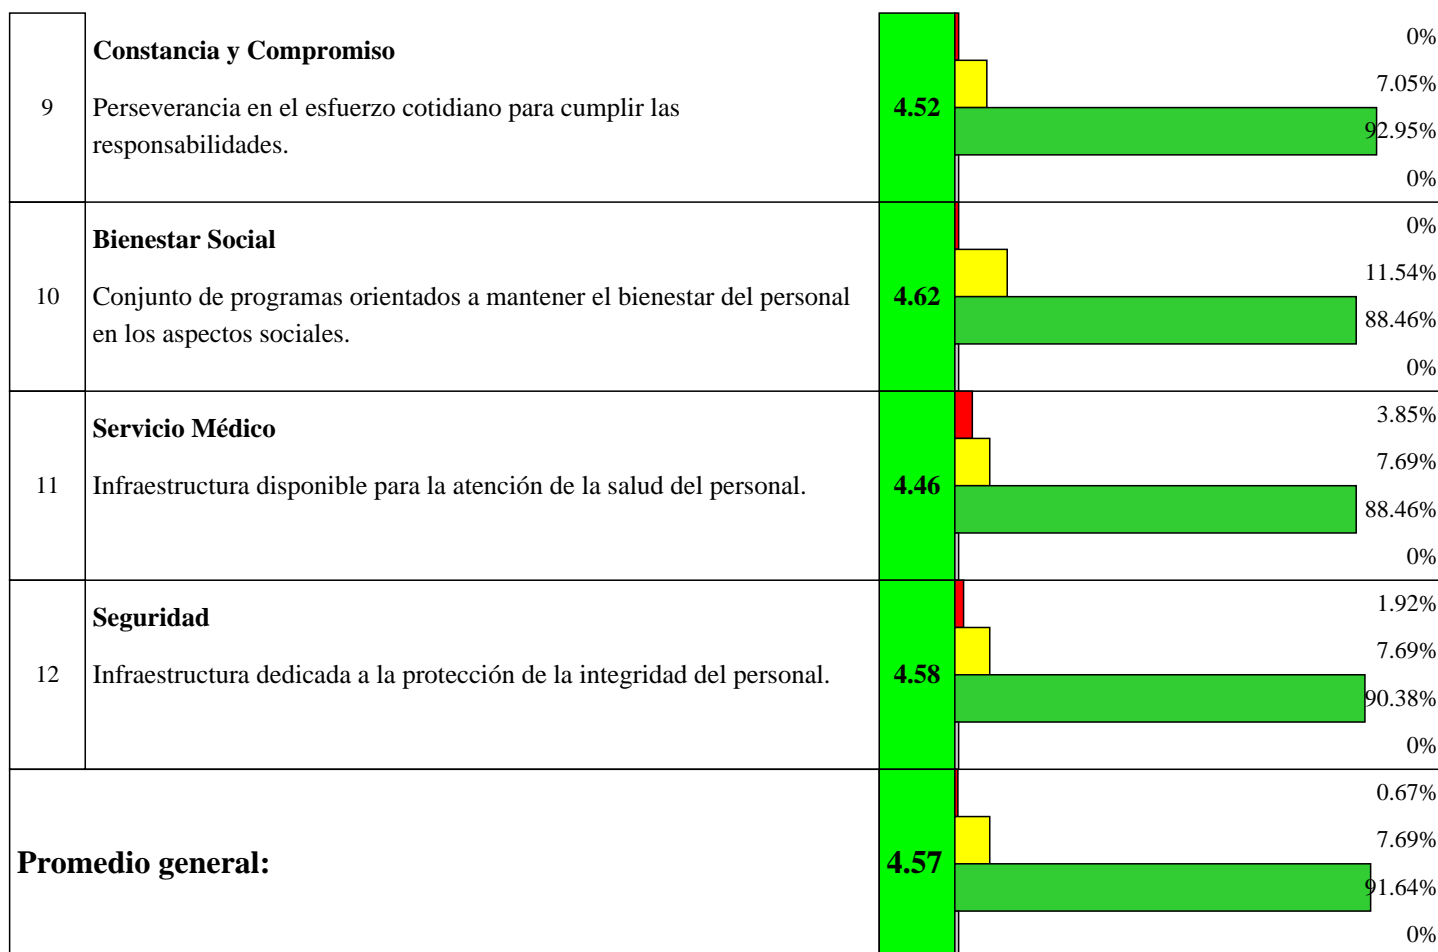 9
Constancia y Compromiso
Perseverancia en el esfuerzo cotidiano para cumplir las
responsabilidades.
4.52
0%
7.05%
92.95%
0%
10
Bienestar Social
Conjunto de programas orientados a mantener el bienestar del personal
en los aspectos sociales.
4.62
0%
11.54%
88.46%
0%
11
Servicio Médico
Infraestructura disponible para la atención de la salud del personal.
4.46
3.85%
7.69%
88.46%
0%
12
Seguridad
Infraestructura dedicada a la protección de la integridad del personal.
4.58
1.92%
7.69%
90.38%
0%
Promedio general:
4.57
0.67%
7.69%
91.64%
0%